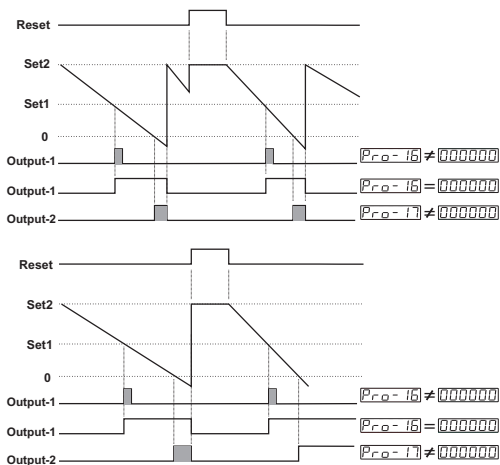 Reset
Set2
Set1
0
Output-1 Pro-16 ≠ 000000
Output-1 Pro-16 = 000000
Output-2 Pro-17 ≠ 000000
Reset
Set2
Set1
0
Output-1 Pro-16 ≠ 000000
Output-1 Pro-16 = 000000
Output-2 Pro-17 ≠ 000000